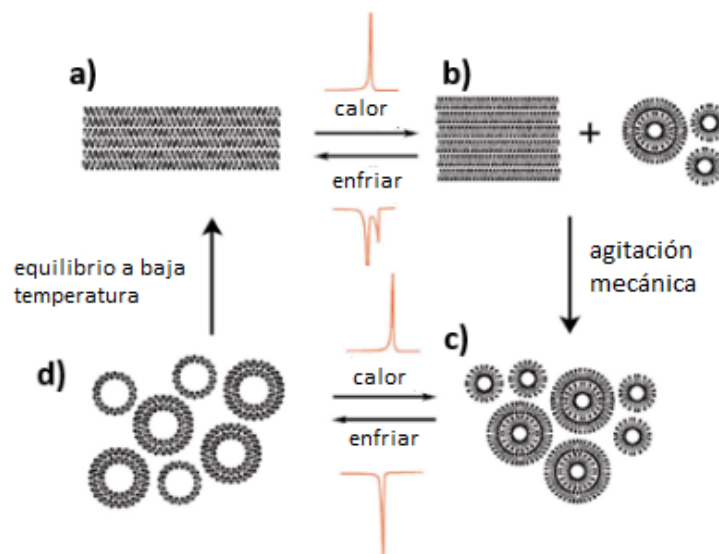 a)
b)
calor
+
enfriar
equilibrio a baja
temperatura
agitación
mecánica
d)
c)
calor
enfriar